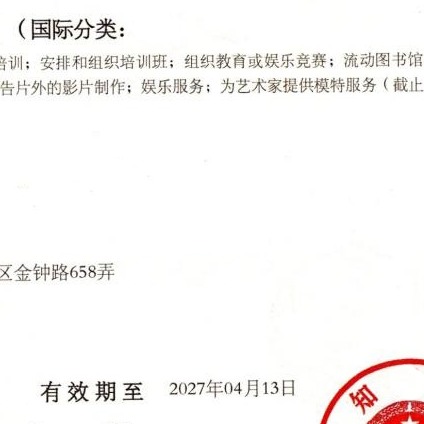 （国际分类：
培训；安排和组织培训班；组织教育或娱乐竞赛；流动图书馆
告片外的影片制作；娱乐服务；为艺术家提供模特服务（截止
区金钟路658弄
有效期至 2027年04月13日
知